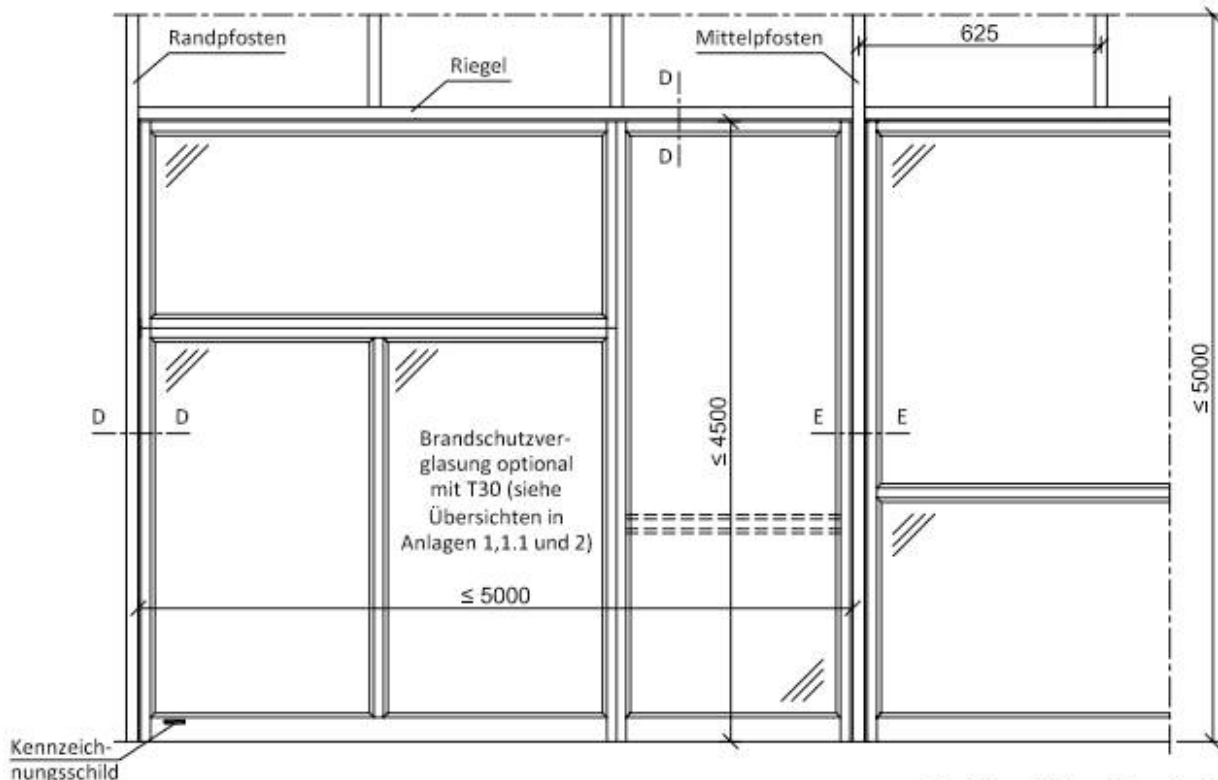 Randpfosten
Riegel
Mittelpfosten
625
D
D
D
D
E
E
≤ 4500
≤ 5000
Brandschutzver-
glasung optional
mit T30 (siehe
Übersichten in
Anlagen 1,1.1 und 2)
≤ 5000
Kennzeich-
nungsschild